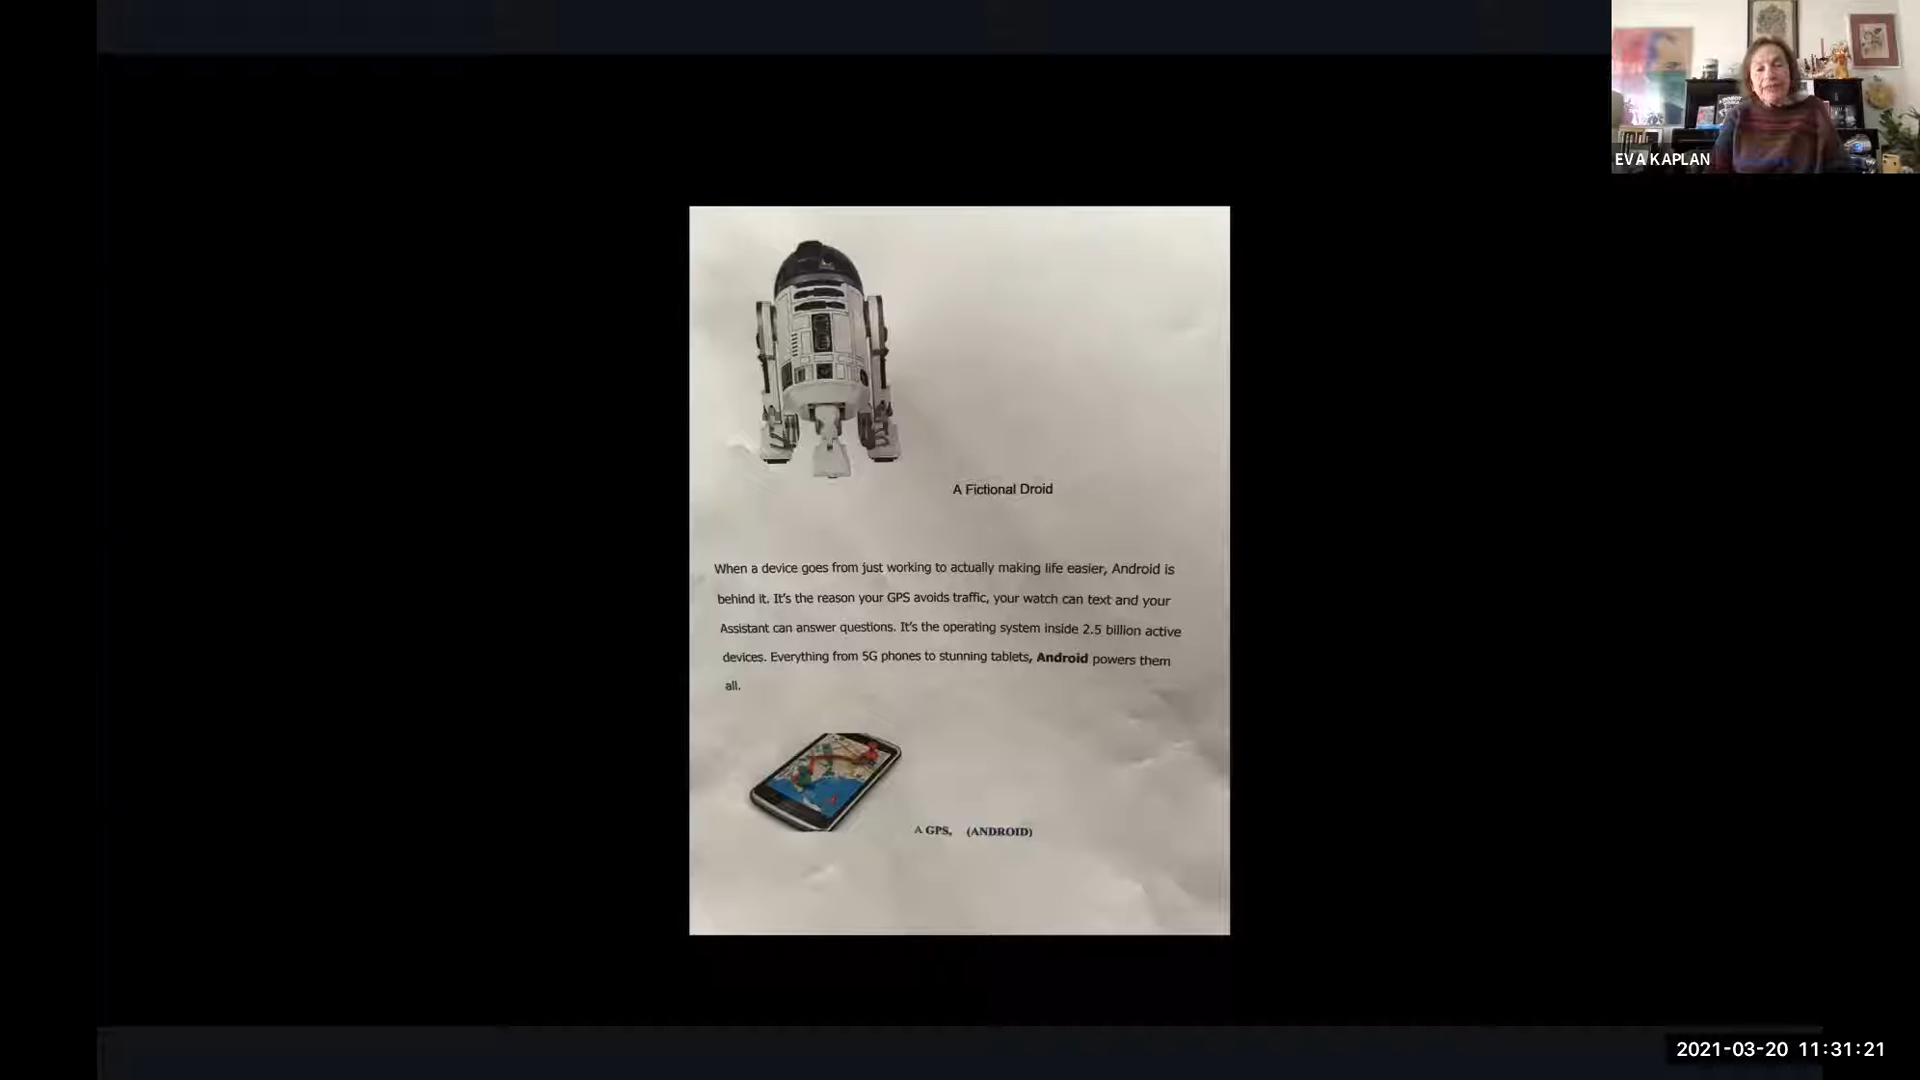 EVA KAPLAN
A Fictional Droid
When a device goes from just working to actually making life easier, Android is
behind it. It's the reason your GPS avoids traffic, your watch can text and your
Assistant can answer questions. It's the operating system inside 2.5 billion active
devices. Everything from 5G phones to stunning tablets, Android powers them
all.
A GPS, (ANDROID)
2021-03-20 11:31:21